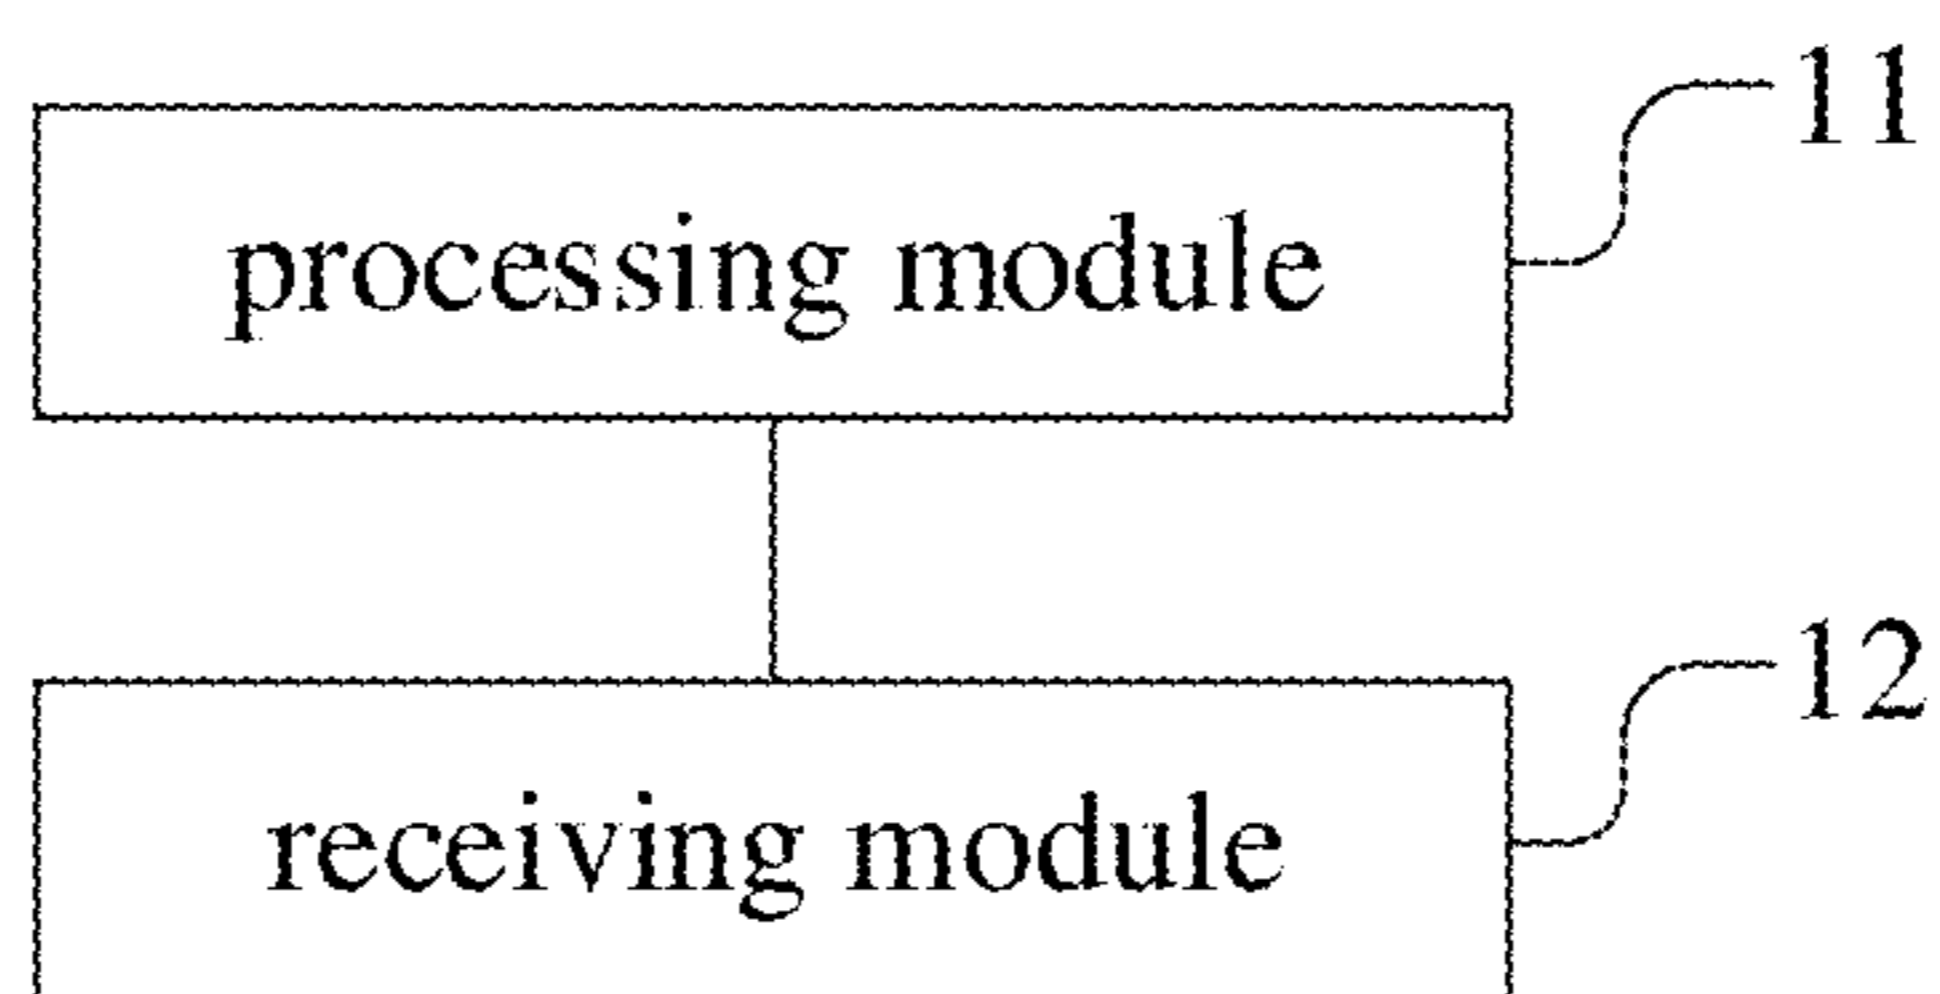 11
processing module
12
receiving module